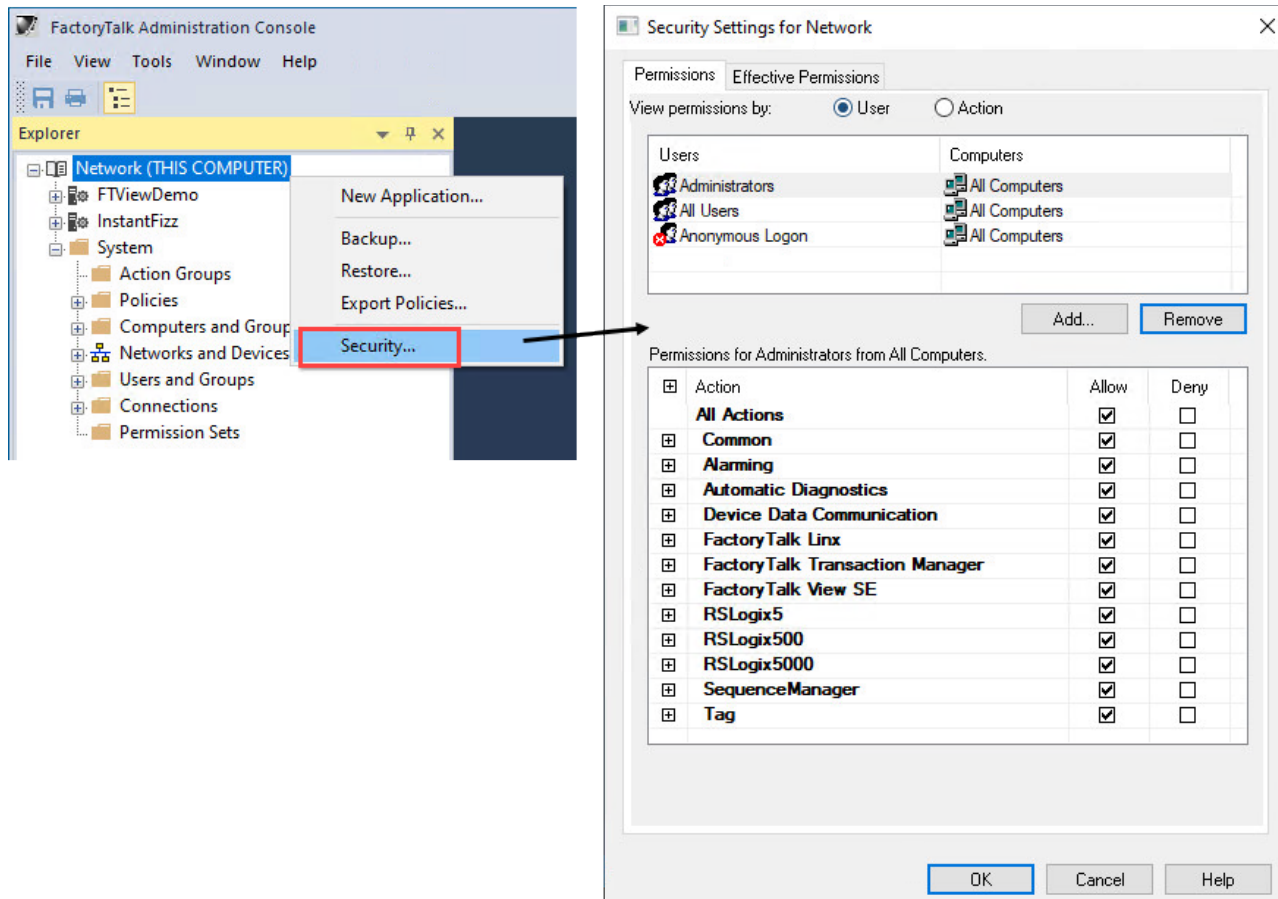 FactoryTalk Administration Console
File View Tools Window Help
Explorer
Network (THIS COMPUTER)
FTViewDemo
InstantFizz
System
Action Groups
Policies
Computers and Group
Networks and Devices
Users and Groups
Connections
Permission Sets
New Application...
Backup...
Restore...
Export Policies...
Security...
Security Settings for Network
Permissions Effective Permissions
View permissions by: User Action
Users Computers
Administrators All Computers
All Users All Computers
Anonymous Logon All Computers
Add... Remove
Permissions for Administrators from All Computers.
Action Allow Deny
All Actions
Common
Alarming
Automatic Diagnostics
Device Data Communication
FactoryTalk Linx
FactoryTalk Transaction Manager
FactoryTalk View SE
RSLogix5
RSLogix500
RSLogix5000
SequenceManager
Tag
OK Cancel Help